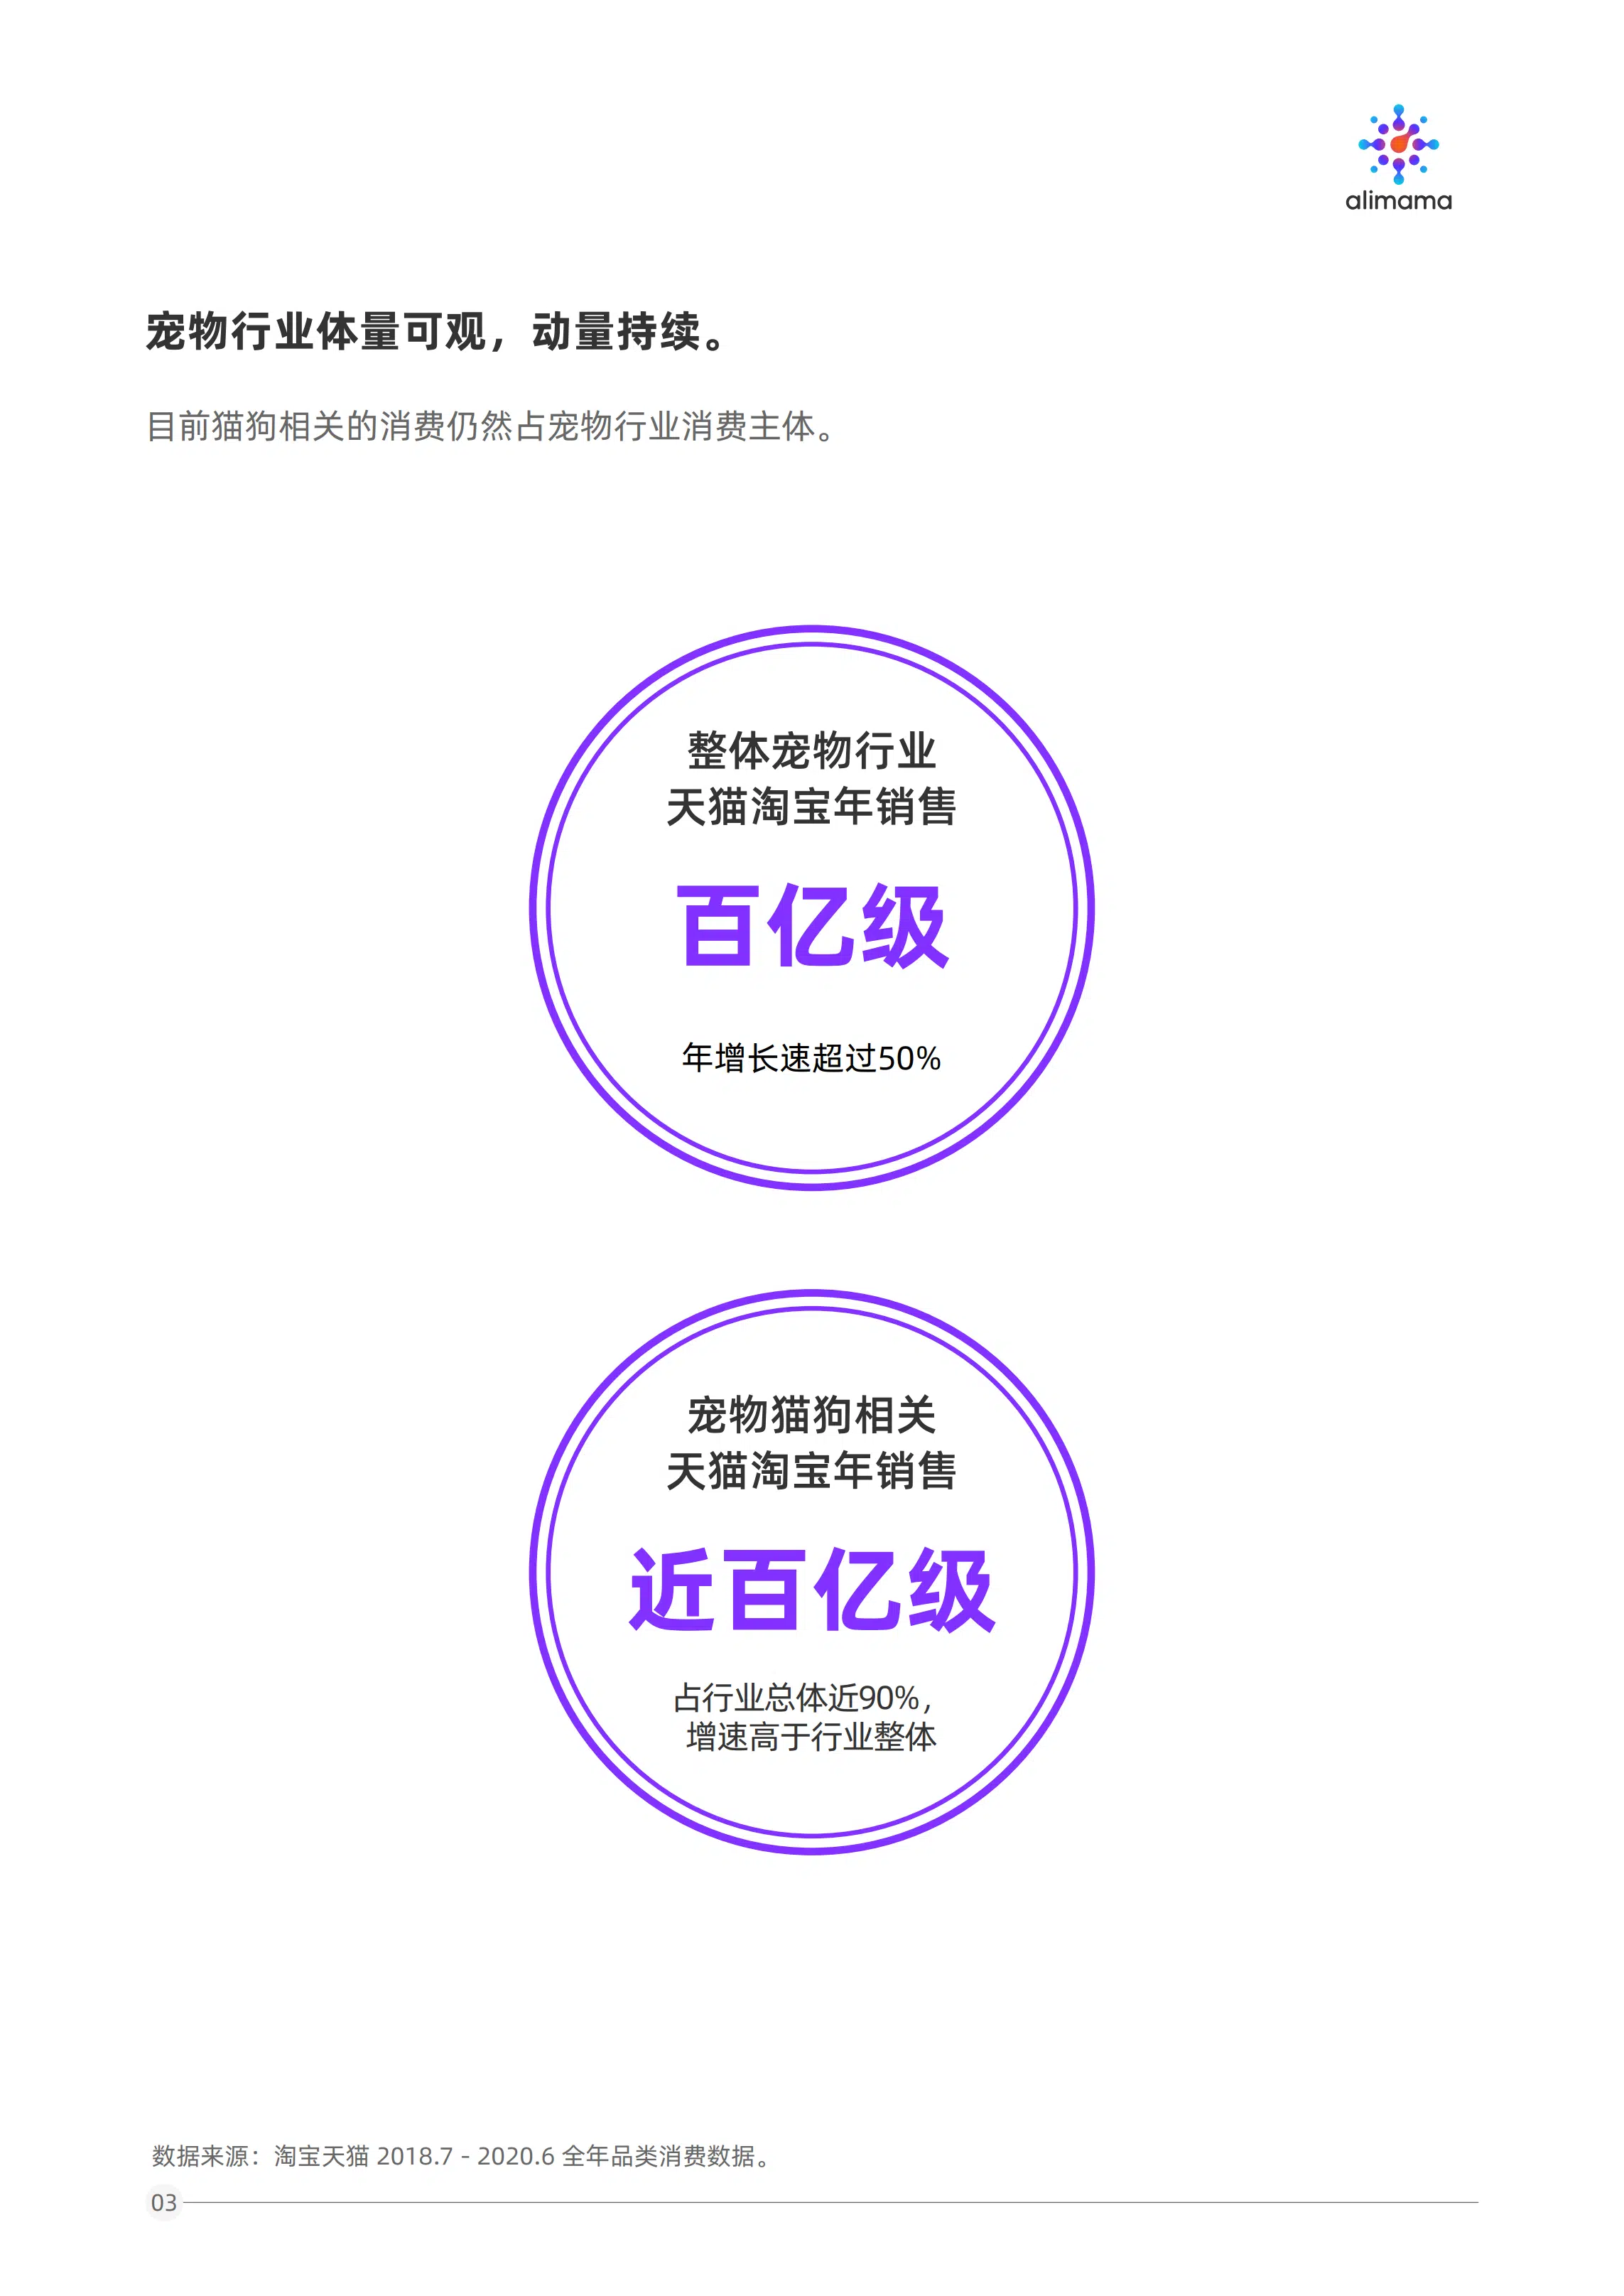 alimama
宠物行业体量可观，动量持续。
目前猫狗相关的消费仍然占宠物行业消费主体。
整体宠物行业
天猫淘宝年销售
百亿级
年增长速超过50%
宠物猫狗相关
天猫淘宝年销售
近百亿级
占行业总体近90%，
增速高于行业整体
数据来源：淘宝天猫 2018.7 - 2020.6 全年品类消费数据。
03